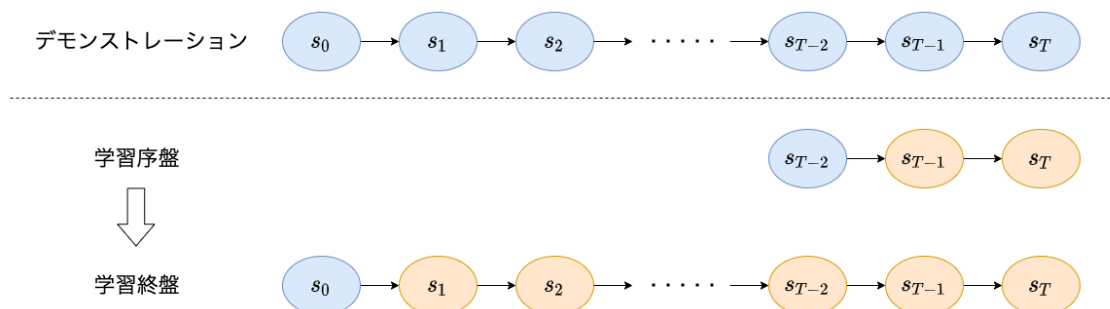 デモンストレーション s_0 s_1 s_2 ····· s_{T-2} s_{T-1} s_T
学習序盤 s_{T-2} s_{T-1} s_T
学習終盤 s_0 s_1 s_2 ····· s_{T-2} s_{T-1} s_T